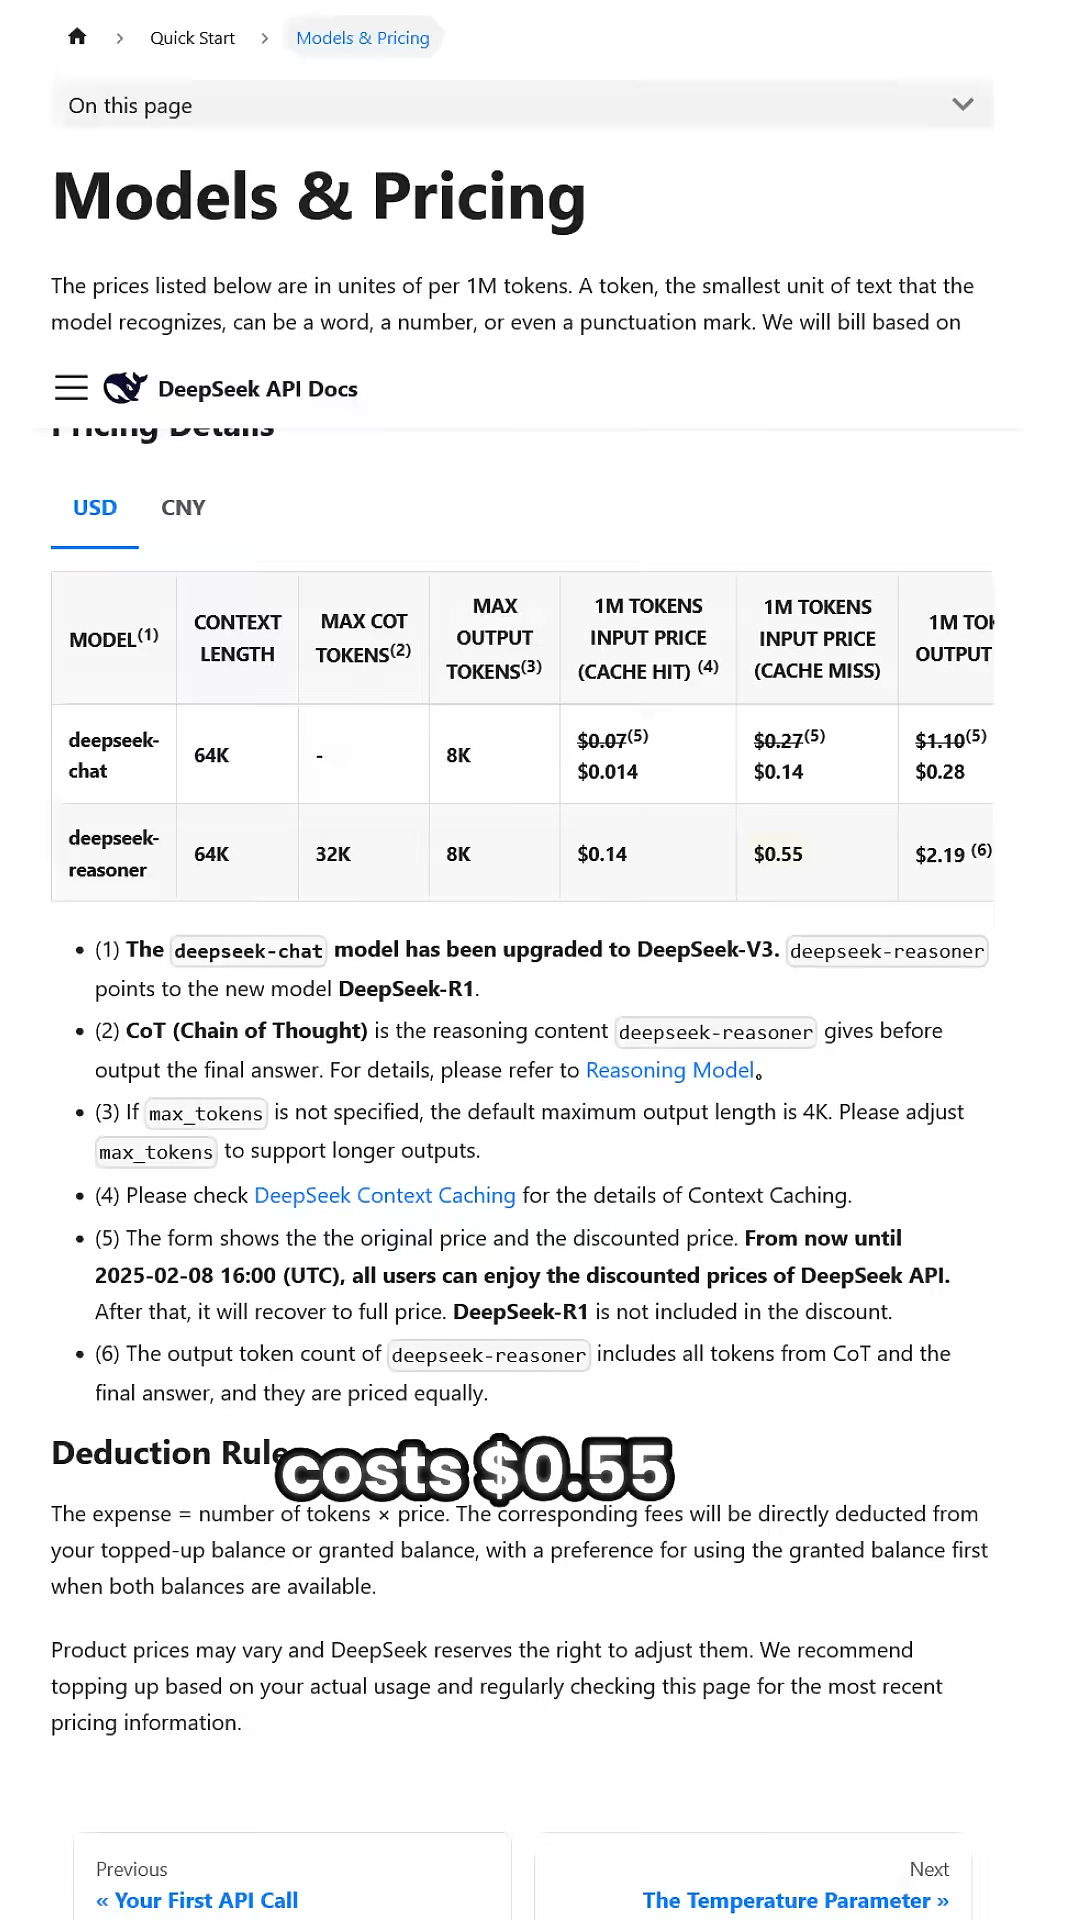 Quick Start
Models & Pricing
On this page
Models & Pricing
The prices listed below are in unites of per 1M tokens. A token, the smallest unit of text that the
model recognizes, can be a word, a number, or even a punctuation mark. We will bill based on
DeepSeek API Docs
Pricing Details
USD CNY
MODEL(1)
CONTEXT
LENGTH
MAX COT
TOKENS(2)
MAX
OUTPUT
TOKENS(3)
1M TOKENS
INPUT PRICE
(CACHE HIT) (4)
1M TOKENS
INPUT PRICE
(CACHE MISS)
1M TOK
OUTPUT
deepseek-
chat
64K
-
8K
$0.07(5)
$0.014
$0.27(5)
$0.14
$1.10(5)
$0.28
deepseek-
reasoner
64K
32K
8K
$0.14
$0.55
$2.19 (6)
• (1) The deepseek-chat model has been upgraded to DeepSeek-V3. deepseek-reasoner
points to the new model DeepSeek-R1.
• (2) CoT (Chain of Thought) is the reasoning content deepseek-reasoner gives before
output the final answer. For details, please refer to Reasoning Model。
• (3) If max_tokens is not specified, the default maximum output length is 4K. Please adjust
max_tokens to support longer outputs.
• (4) Please check DeepSeek Context Caching for the details of Context Caching.
• (5) The form shows the the original price and the discounted price. From now until
2025-02-08 16:00 (UTC), all users can enjoy the discounted prices of DeepSeek API.
After that, it will recover to full price. DeepSeek-R1 is not included in the discount.
• (6) The output token count of deepseek-reasoner includes all tokens from CoT and the
final answer, and they are priced equally.
Deduction Rule
costs $0.55
The expense = number of tokens × price. The corresponding fees will be directly deducted from
your topped-up balance or granted balance, with a preference for using the granted balance first
when both balances are available.
Product prices may vary and DeepSeek reserves the right to adjust them. We recommend
topping up based on your actual usage and regularly checking this page for the most recent
pricing information.
Previous
« Your First API Call
Next
The Temperature Parameter »